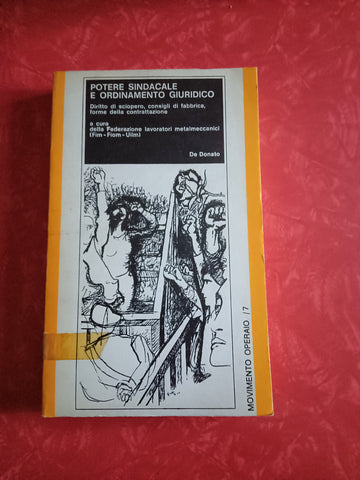 POTERE SINDACALE
E ORDINAMENTO GIURIDICO
Diritto di sciopero, consigli di fabbrica,
forme della contrattazione
a cura
della Federazione lavoratori metalmeccanici
(Fim-Fiom-Uilm)
De Donato
MOVIMENTO OPERAIO /7